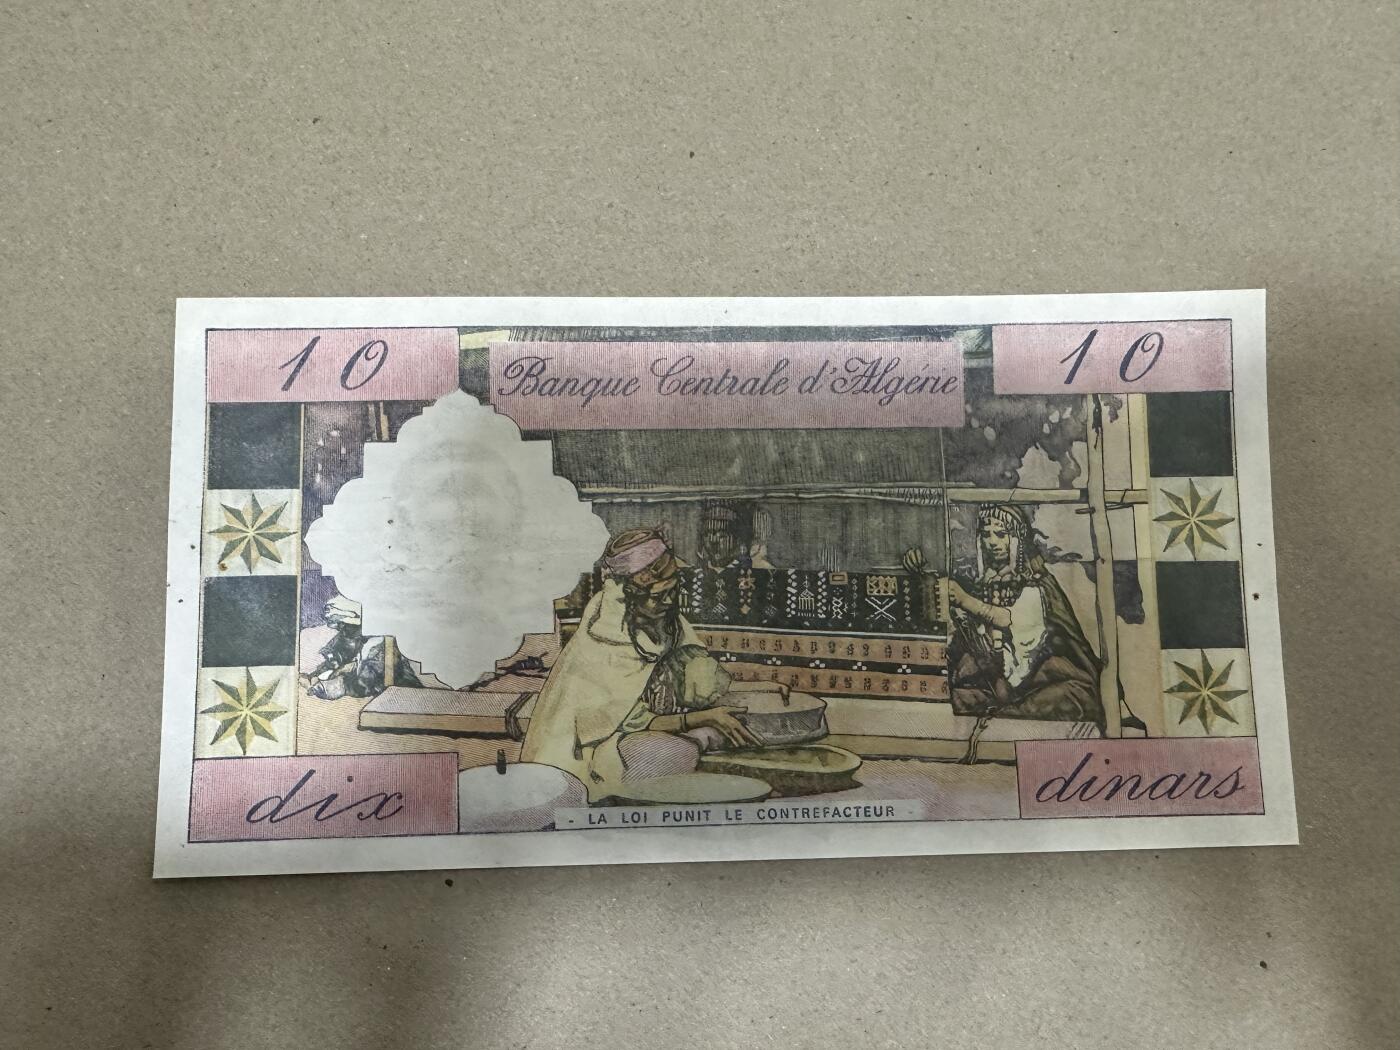 10
Banque Centrale d'Algérie
10
dix
dinars
- LA LOI PUNIT LE CONTREFACTEUR -